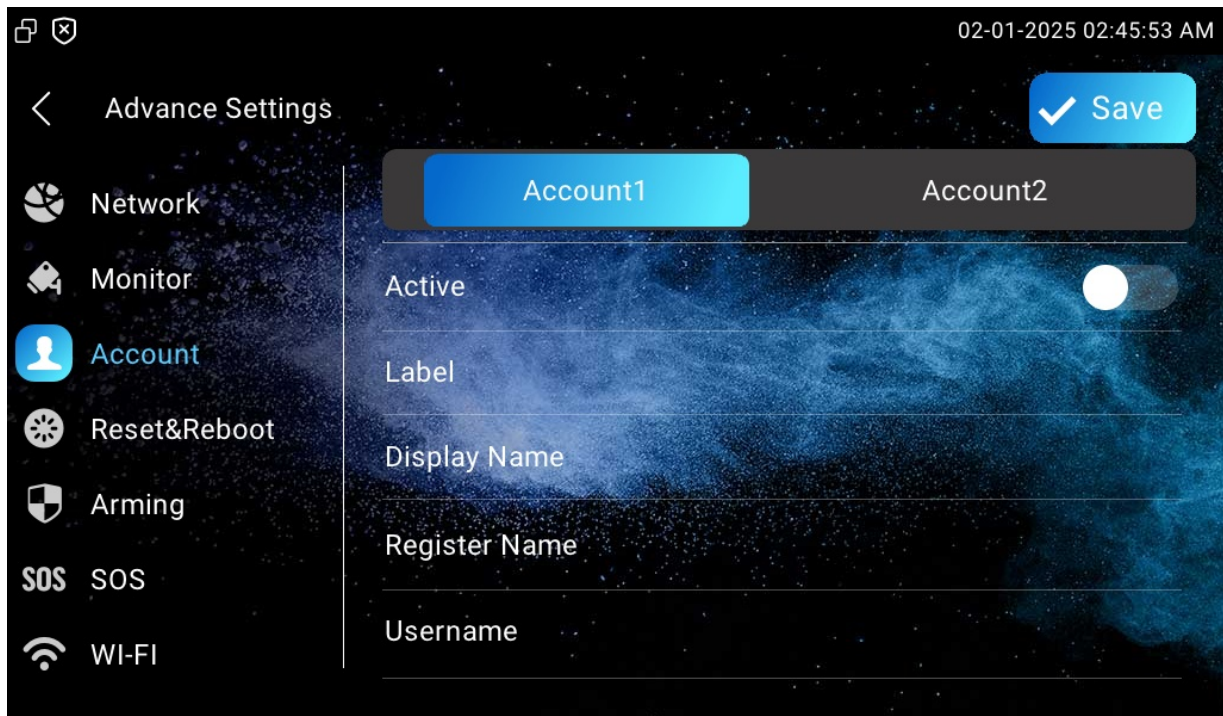 02-01-2025 02:45:53 AM
Advance Settings
Save
Network
Monitor
Account
Reset&Reboot
Arming
SOS SOS
WI-FI
Account1 Account2
Active
Label
Display Name
Register Name
Username